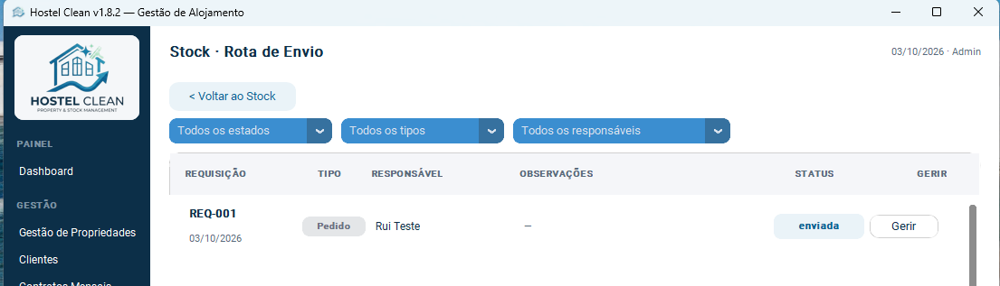 Hostel Clean v1.8.2 — Gestão de Alojamento
HOSTEL CLEAN
PROPERTY & STOCK MANAGEMENT
PAINEL
Dashboard
GESTÃO
Gestão de Propriedades
Clientes
Contratos Mensais
Stock · Rota de Envio
03/10/2026 · Admin
< Voltar ao Stock
Todos os estados
Todos os tipos
Todos os responsáveis
REQUISIÇÃO TIPO RESPONSÁVEL OBSERVAÇÕES STATUS GERIR
REQ-001
03/10/2026
Pedido Rui Teste – enviada Gerir